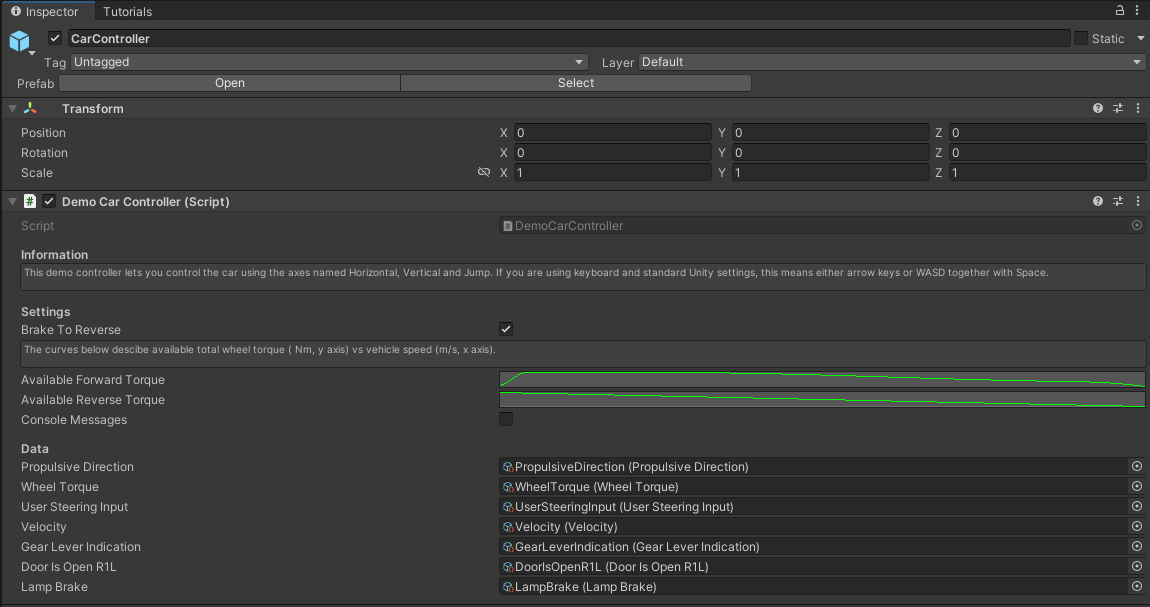 Inspector Tutorials
CarController Static
Tag Untagged Layer Default
Prefab Open Select
Transform
Position X 0 Y 0 Z 0
Rotation X 0 Y 0 Z 0
Scale X 1 Y 1 Z 1
# Demo Car Controller (Script)
Script # DemoCarController
Information
This demo controller lets you control the car using the axes named Horizontal, Vertical and Jump. If you are using keyboard and standard Unity settings, this means either arrow keys or WASD together with Space.
Settings
Brake To Reverse
The curves below descibe available total wheel torque ( Nm, y axis) vs vehicle speed (m/s, x axis).
Available Forward Torque
Available Reverse Torque
Console Messages
Data
Propulsive Direction PropulsiveDirection (Propulsive Direction)
Wheel Torque WheelTorque (Wheel Torque)
User Steering Input UserSteeringInput (User Steering Input)
Velocity Velocity (Velocity)
Gear Lever Indication GearLeverIndication (Gear Lever Indication)
Door Is Open R1L DoorIsOpenR1L (Door Is Open R1L)
Lamp Brake LampBrake (Lamp Brake)